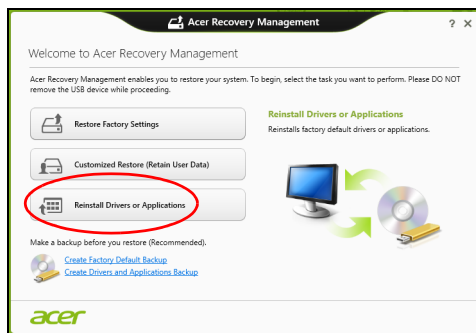 Acer Recovery Management
? X
Welcome to Acer Recovery Management
Acer Recovery Management enables you to restore your system. To begin, select the task you want to perform. Please DO NOT
remove the USB device while proceeding.
Restore Factory Settings
Customized Restore (Retain User Data)
Reinstall Drivers or Applications
Reinstall Drivers or Applications
Reinstalls factory default drivers or applications.
Make a backup before you restore (Recommended).
Create Factory Default Backup
Create Drivers and Applications Backup
acer